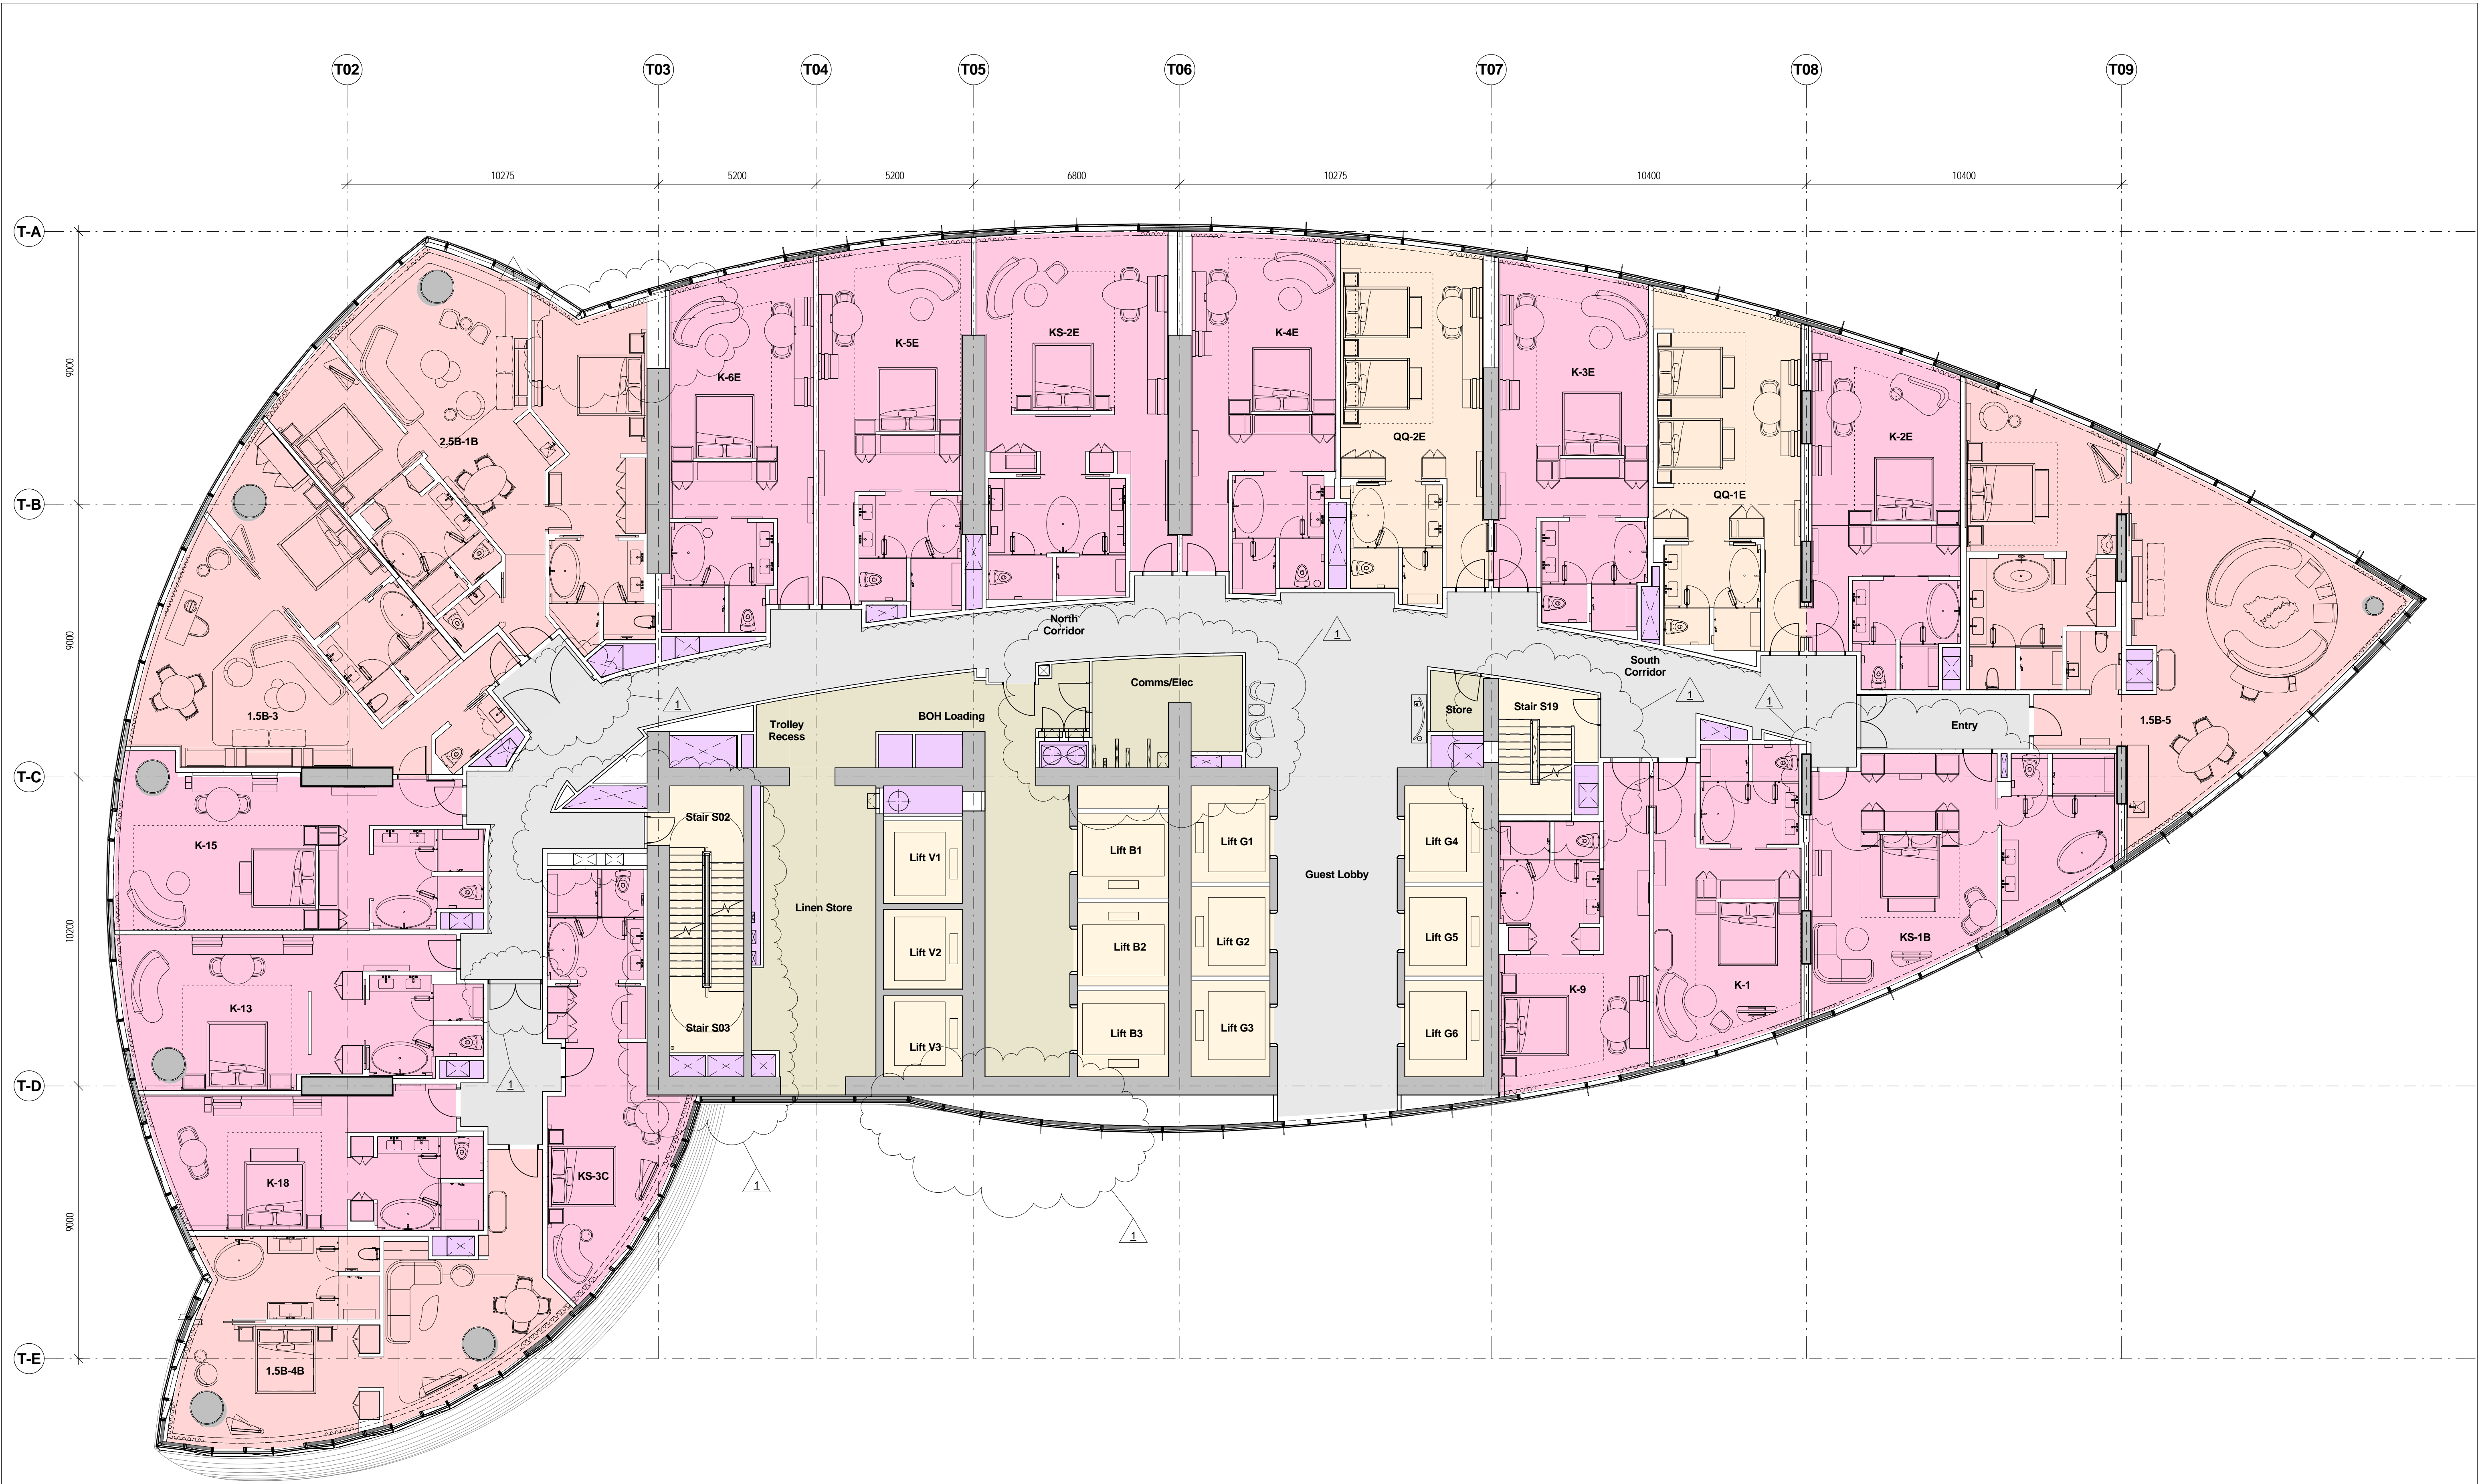 T02
T03
T04
T05
T06
T07
T08
T09
10275
5200
5200
6800
10275
10400
10400
T-A
9000
T-B
9000
T-C
10200
T-D
9000
T-E
1
K-6E
K-5E
KS-2E
K-4E
QQ-2E
K-3E
QQ-1E
K-2E
2.5B-1B
1.5B-3
1
North
Corridor
1
South
Corridor
1
1
Comms/Elec
BOH Loading
Trolley
Recess
Store
Stair S19
Entry
1.5B-5
K-15
Stair S02
Linen Store
Lift V1
Lift B1
Lift G1
Guest Lobby
Lift G4
Lift V2
Lift B2
Lift G2
Lift G5
KS-1B
K-9
K-1
K-13
Stair S03
Lift V3
Lift B3
Lift G3
Lift G6
1
K-18
KS-3C
1
1
1.5B-4B